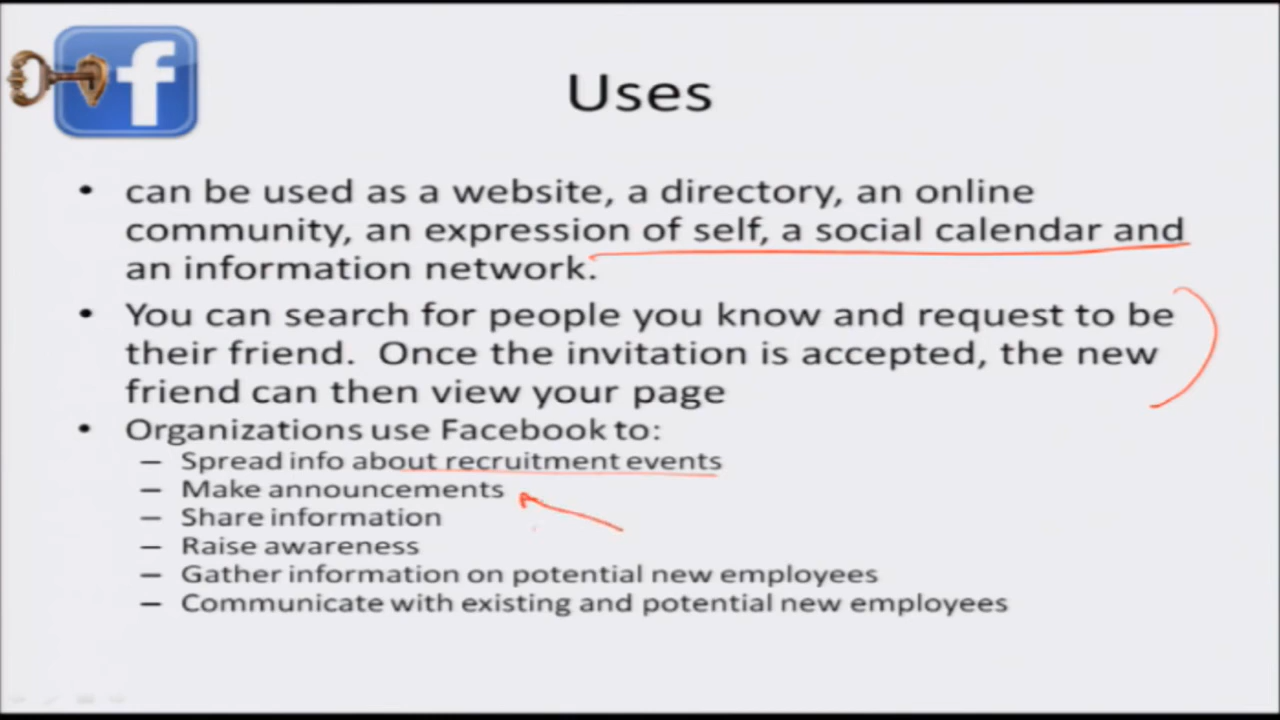 f
Uses
• can be used as a website, a directory, an online
community, an expression of self, a social calendar and
an information network.
• You can search for people you know and request to be
their friend.  Once the invitation is accepted, the new
friend can then view your page
• Organizations use Facebook to:
– Spread info about recruitment events
– Make announcements
– Share information
– Raise awareness
– Gather information on potential new employees
– Communicate with existing and potential new employees